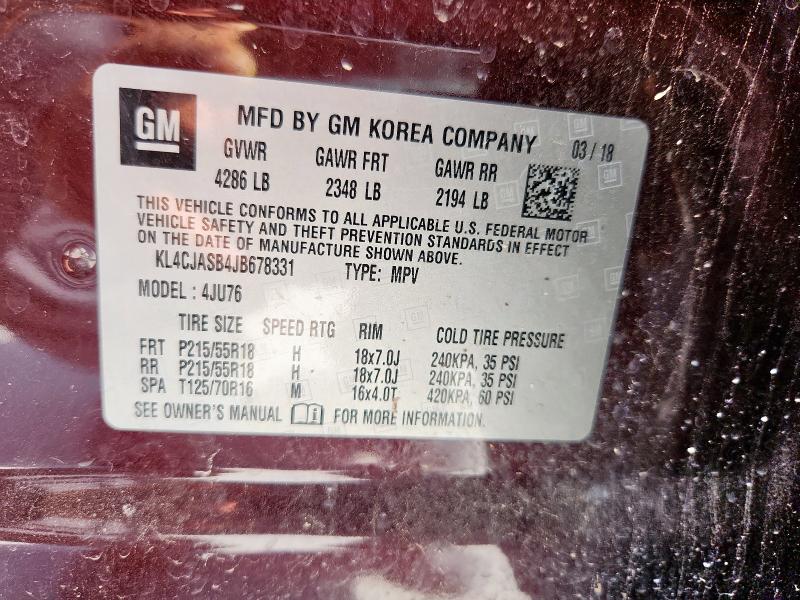 GM
MFD BY GM KOREA COMPANY 03 / 18
GVWR GAWR FRT GAWR RR
4286 LB 2348 LB 2194 LB
THIS VEHICLE CONFORMS TO ALL APPLICABLE U.S. FEDERAL MOTOR
VEHICLE SAFETY AND THEFT PREVENTION STANDARDS IN EFFECT
ON THE DATE OF MANUFACTURE SHOWN ABOVE.
KL4CJASB4JB678331 TYPE: MPV
MODEL : 4JU76
TIRE SIZE SPEED RTG RIM COLD TIRE PRESSURE
FRT P215/55R18 H 18x7.0J 240KPA, 35 PSI
RR P215/55R18 H 18x7.0J 240KPA, 35 PSI
SPA T125/70R16 M 16x4.0T 420KPA, 60 PSI
SEE OWNER'S MANUAL FOR MORE INFORMATION.